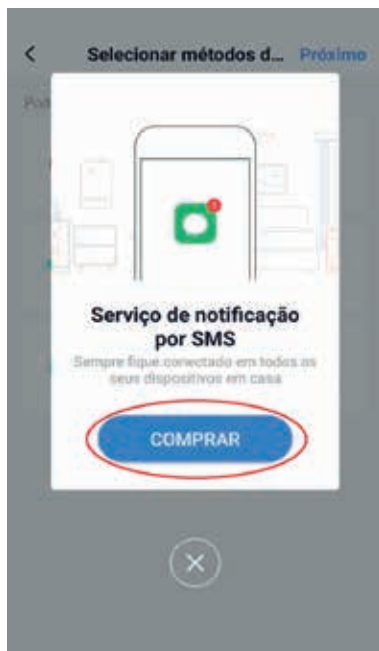 Selecionar métodos d... Próximo
Serviço de notificação
por SMS
Sempre fique conectado em todos os
seus dispositivos em casa
COMPRAR